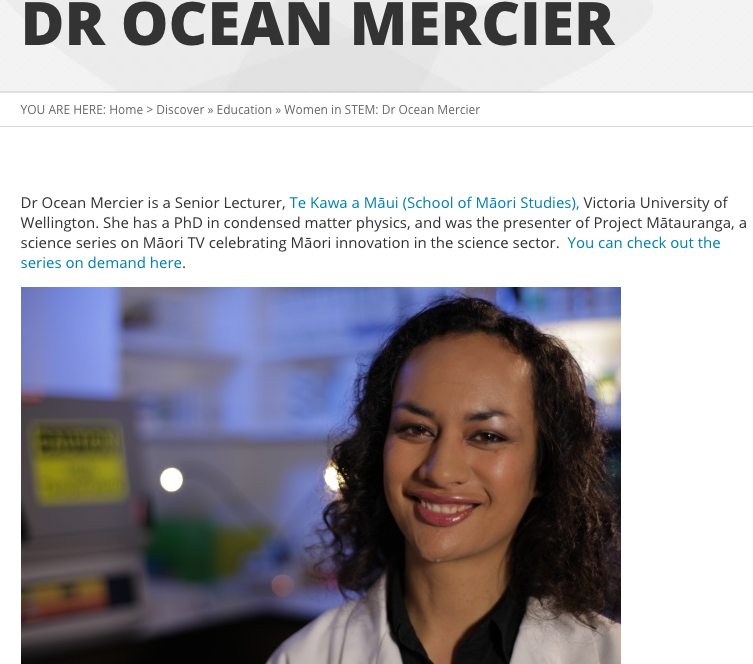 DR OCEAN MERCIER
YOU ARE HERE: Home > Discover » Education » Women in STEM: Dr Ocean Mercier
Dr Ocean Mercier is a Senior Lecturer, Te Kawa a Māui (School of Māori Studies), Victoria University of
Wellington. She has a PhD in condensed matter physics, and was the presenter of Project Mātauranga, a
science series on Māori TV celebrating Māori innovation in the science sector.  You can check out the
series on demand here.